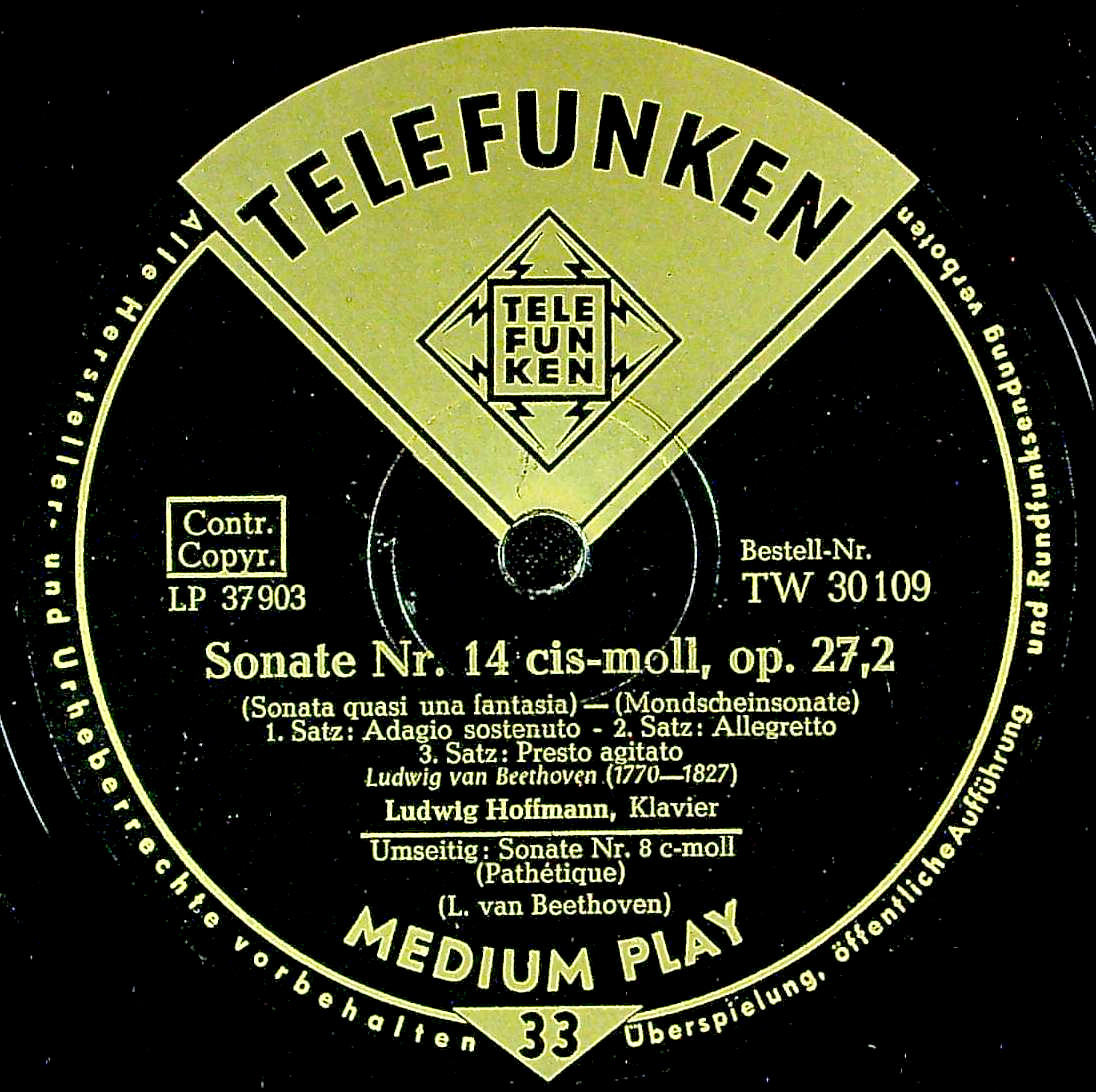 TELEFUNKEN
TELE
FUN
KEN
Contr.
Copyr.
LP 37903
Bestell-Nr.
TW 30109
Sonate Nr. 14 cis-moll, op. 27,2
(Sonata quasi una fantasia) — (Mondscheinsonate)
1. Satz: Adagio sostenuto - 2. Satz: Allegretto
3. Satz: Presto agitato
Ludwig van Beethoven (1770—1827)
Ludwig Hoffmann, Klavier
Umseitig: Sonate Nr. 8 c-moll
(Pathétique)
(L. van Beethoven)
MEDIUM PLAY
33
Alle Hersteller- und Urheberrechte vorbehalten
Überspielung, öffentliche Aufführung und Rundfunksendung verboten